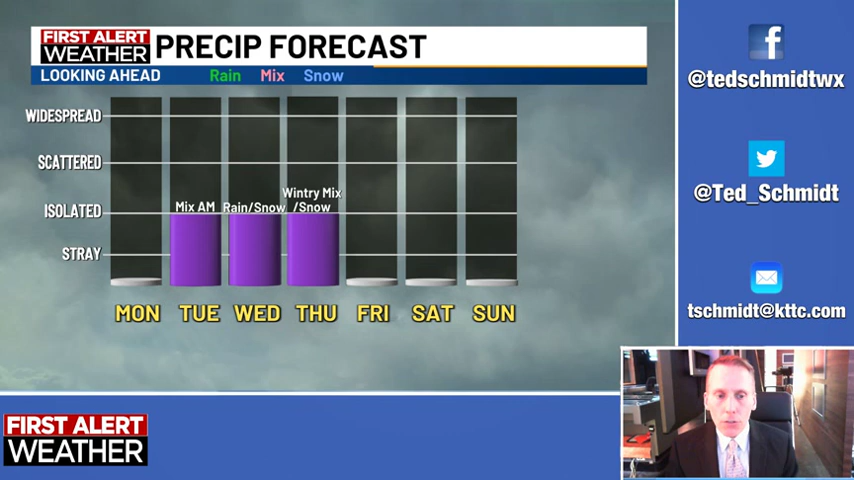 FIRST ALERT
WEATHER
PRECIP FORECAST
LOOKING AHEAD
Rain
Mix
Snow
WIDESPREAD
SCATTERED
ISOLATED
STRAY
Mix AM
Rain/Snow
Wintry Mix
/Snow
MON
TUE
WED
THU
FRI
SAT
SUN
f
@tedschmidtwx
@Ted_Schmidt
tschmidt@kttc.com
FIRST ALERT
WEATHER